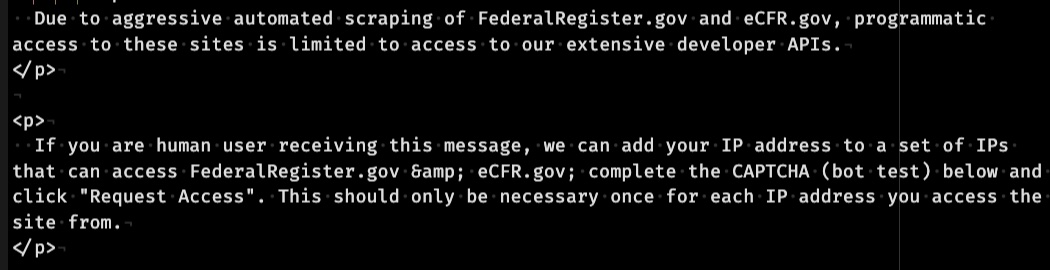 Due to aggressive automated scraping of FederalRegister.gov and eCFR.gov, programmatic
access to these sites is limited to access to our extensive developer APIs.
</p>
<p>
If you are human user receiving this message, we can add your IP address to a set of IPs
that can access FederalRegister.gov &amp; eCFR.gov; complete the CAPTCHA (bot test) below and
click "Request Access". This should only be necessary once for each IP address you access the
site from.
</p>